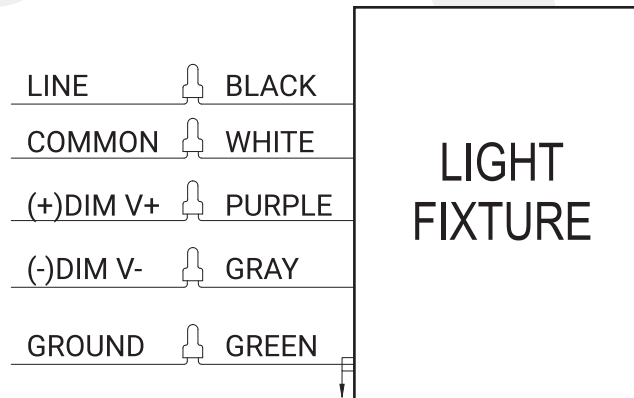 LINE BLACK
COMMON WHITE
(+)DIM V+ PURPLE
(-)DIM V- GRAY
GROUND GREEN
LIGHT
FIXTURE